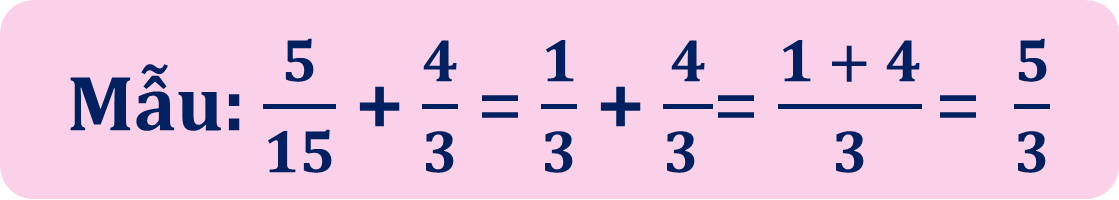 Mẫu: 5/15 + 4/3 = 1/3 + 4/3 = (1 + 4)/3 = 5/3